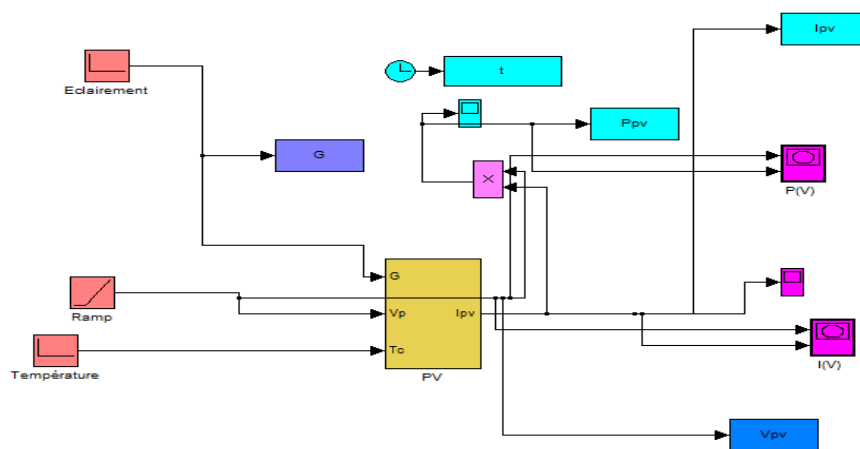 Ipv
Eclairement
t
Ppv
G
X
P(V)
G
Ramp
Vp
Ipv
Température
Tc
PV
I(V)
Vpv